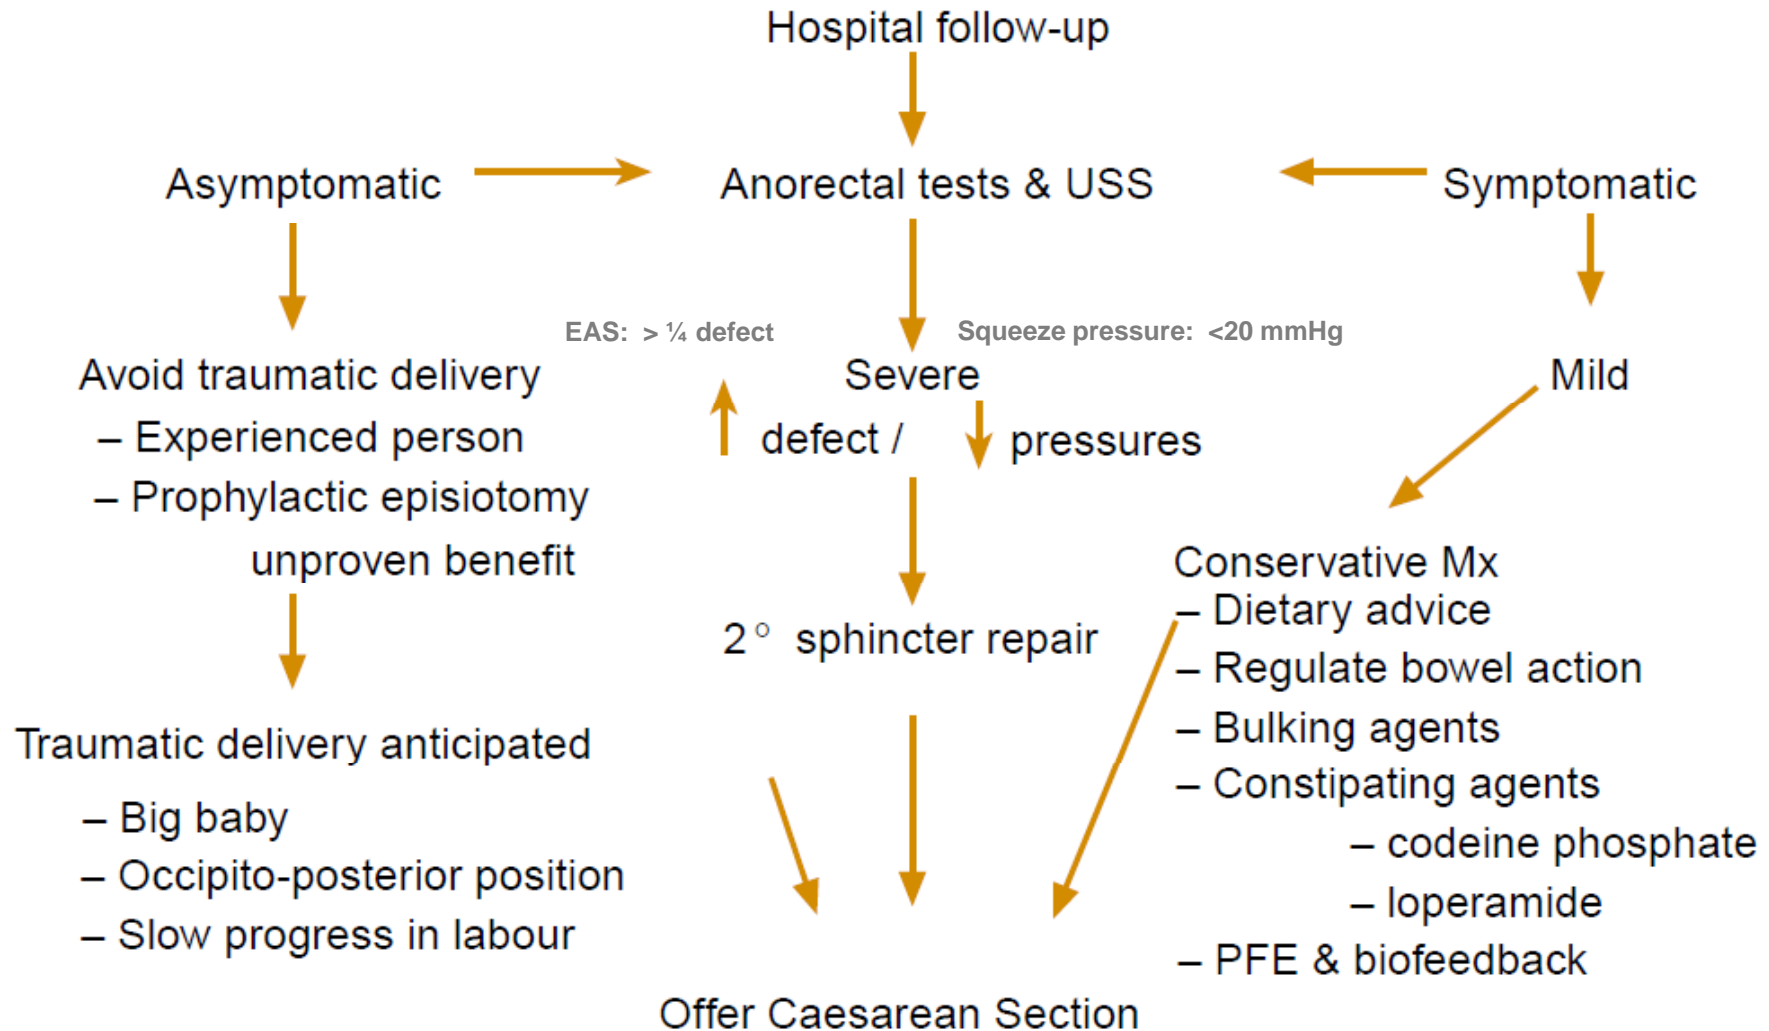 Hospital follow-up
Asymptomatic
Anorectal tests & USS
Symptomatic
EAS: > ¼ defect
Squeeze pressure: <20 mmHg
Avoid traumatic delivery
– Experienced person
– Prophylactic episiotomy
unproven benefit
Severe
defect /
pressures
Mild
2° sphincter repair
Conservative Mx
– Dietary advice
– Regulate bowel action
– Bulking agents
– Constipating agents
– codeine phosphate
– loperamide
– PFE & biofeedback
Traumatic delivery anticipated
– Big baby
– Occipito-posterior position
– Slow progress in labour
Offer Caesarean Section